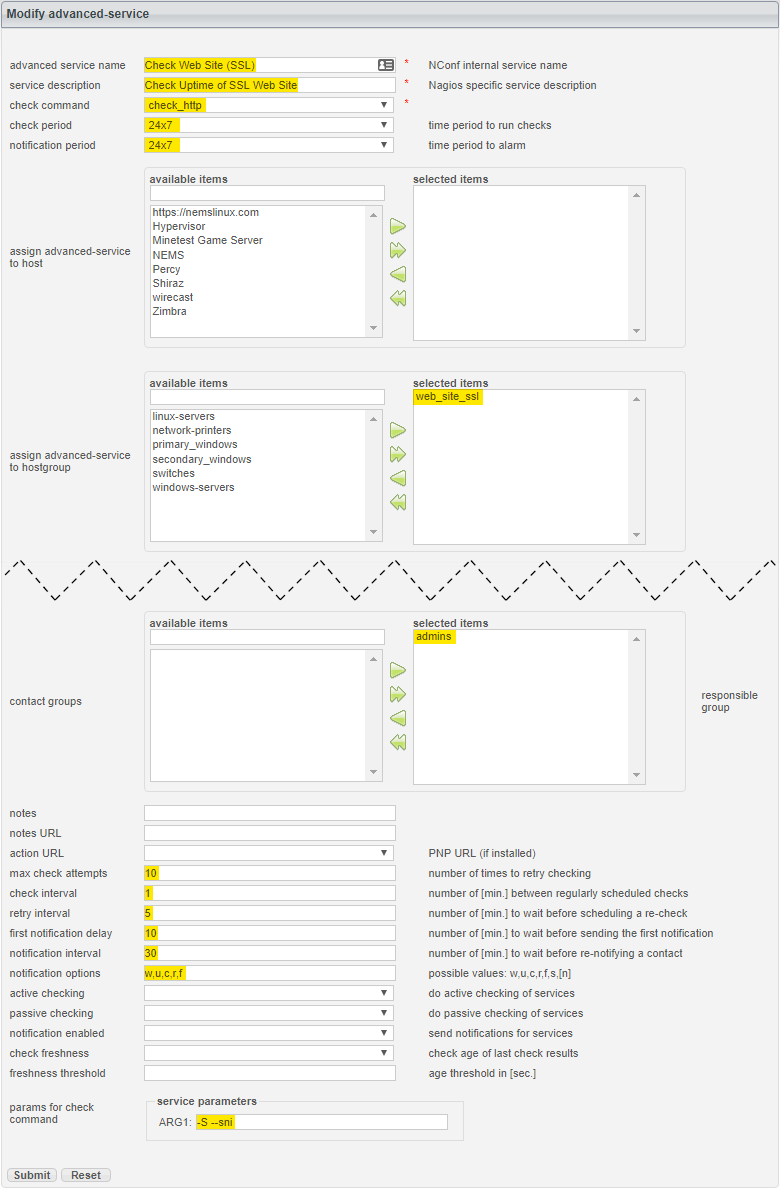 Modify advanced-service
advanced service name Check Web Site (SSL) * NConf internal service name
service description Check Uptime of SSL Web Site * Nagios specific service description
check command check_http *
check period 24x7 time period to run checks
notification period 24x7 time period to alarm
available items selected items
https://nemslinux.com
Hypervisor
Minetest Game Server
NEMS
Percy
Shiraz
wirecast
Zimbra
assign advanced-service
to host
available items selected items
web_site_ssl
linux-servers
network-printers
primary_windows
secondary_windows
switches
windows-servers
assign advanced-service
to hostgroup
available items selected items
admins
contact groups
responsible
group
notes
notes URL
action URL PNP URL (if installed)
max check attempts 10 number of times to retry checking
check interval 1 number of [min.] between regularly scheduled checks
retry interval 5 number of [min.] to wait before scheduling a re-check
first notification delay 10 number of [min.] to wait before sending the first notification
notification interval 30 number of [min.] to wait before re-notifying a contact
notification options w,u,c,r,f possible values: w,u,c,r,f,s,[n]
active checking do active checking of services
passive checking do passive checking of services
notification enabled send notifications for services
check freshness check age of last check results
freshness threshold age threshold in [sec.]
params for check
command
service parameters
ARG1: -S --sni
Submit Reset